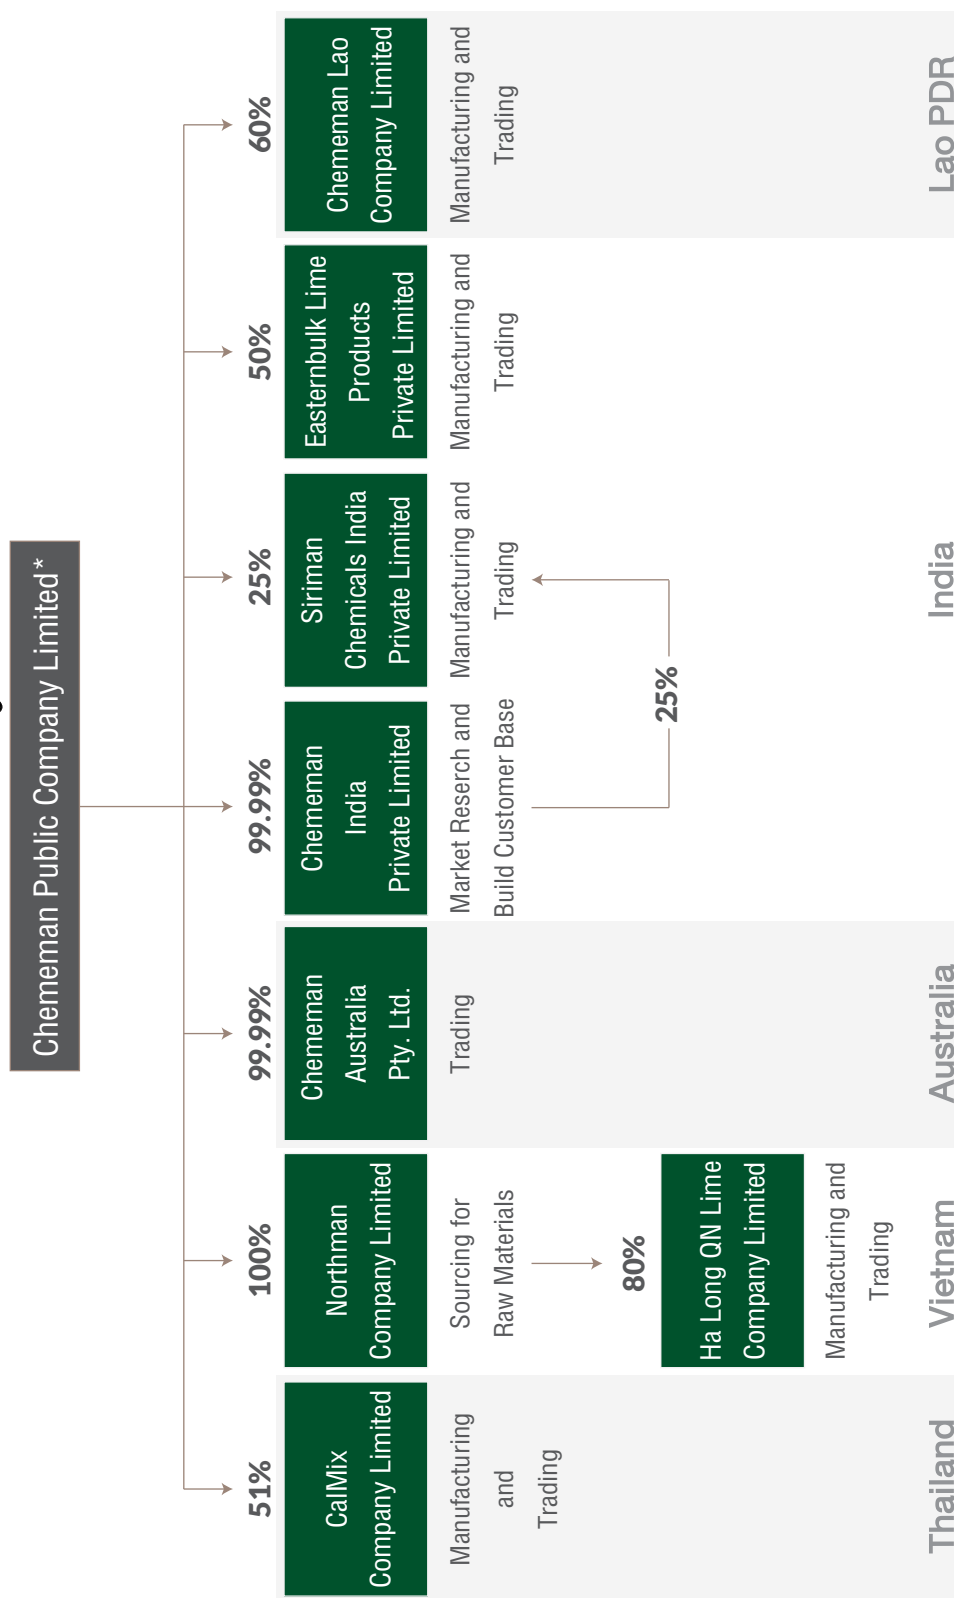 Chememan Public Company Limited*
51%
CalMix
Company Limited
Manufacturing
and
Trading
Thailand
100%
Northman
Company Limited
Sourcing for
Raw Materials
80%
Ha Long QN Lime
Company Limited
Manufacturing and
Trading
Vietnam
99.99%
Chememan
Australia
Pty. Ltd.
Trading
Australia
99.99%
Chememan
India
Private Limited
Market Reserch and
Build Customer Base
25%
25%
Siriman
Chemicals India
Private Limited
Manufacturing and
Trading
50%
Easternbulk Lime
Products
Private Limited
Manufacturing and
Trading
India
60%
Chememan Lao
Company Limited
Manufacturing and
Trading
Lao PDR